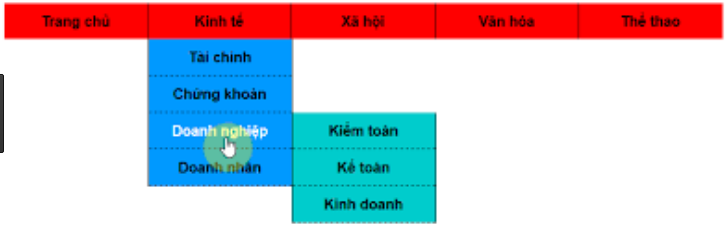 Trang chủ Kinh tế Xã hội Văn hóa Thể thao
Tài chính
Chứng khoán
Doanh nghiệp Kiểm toán
Doanh nhân Kế toán
Kinh doanh